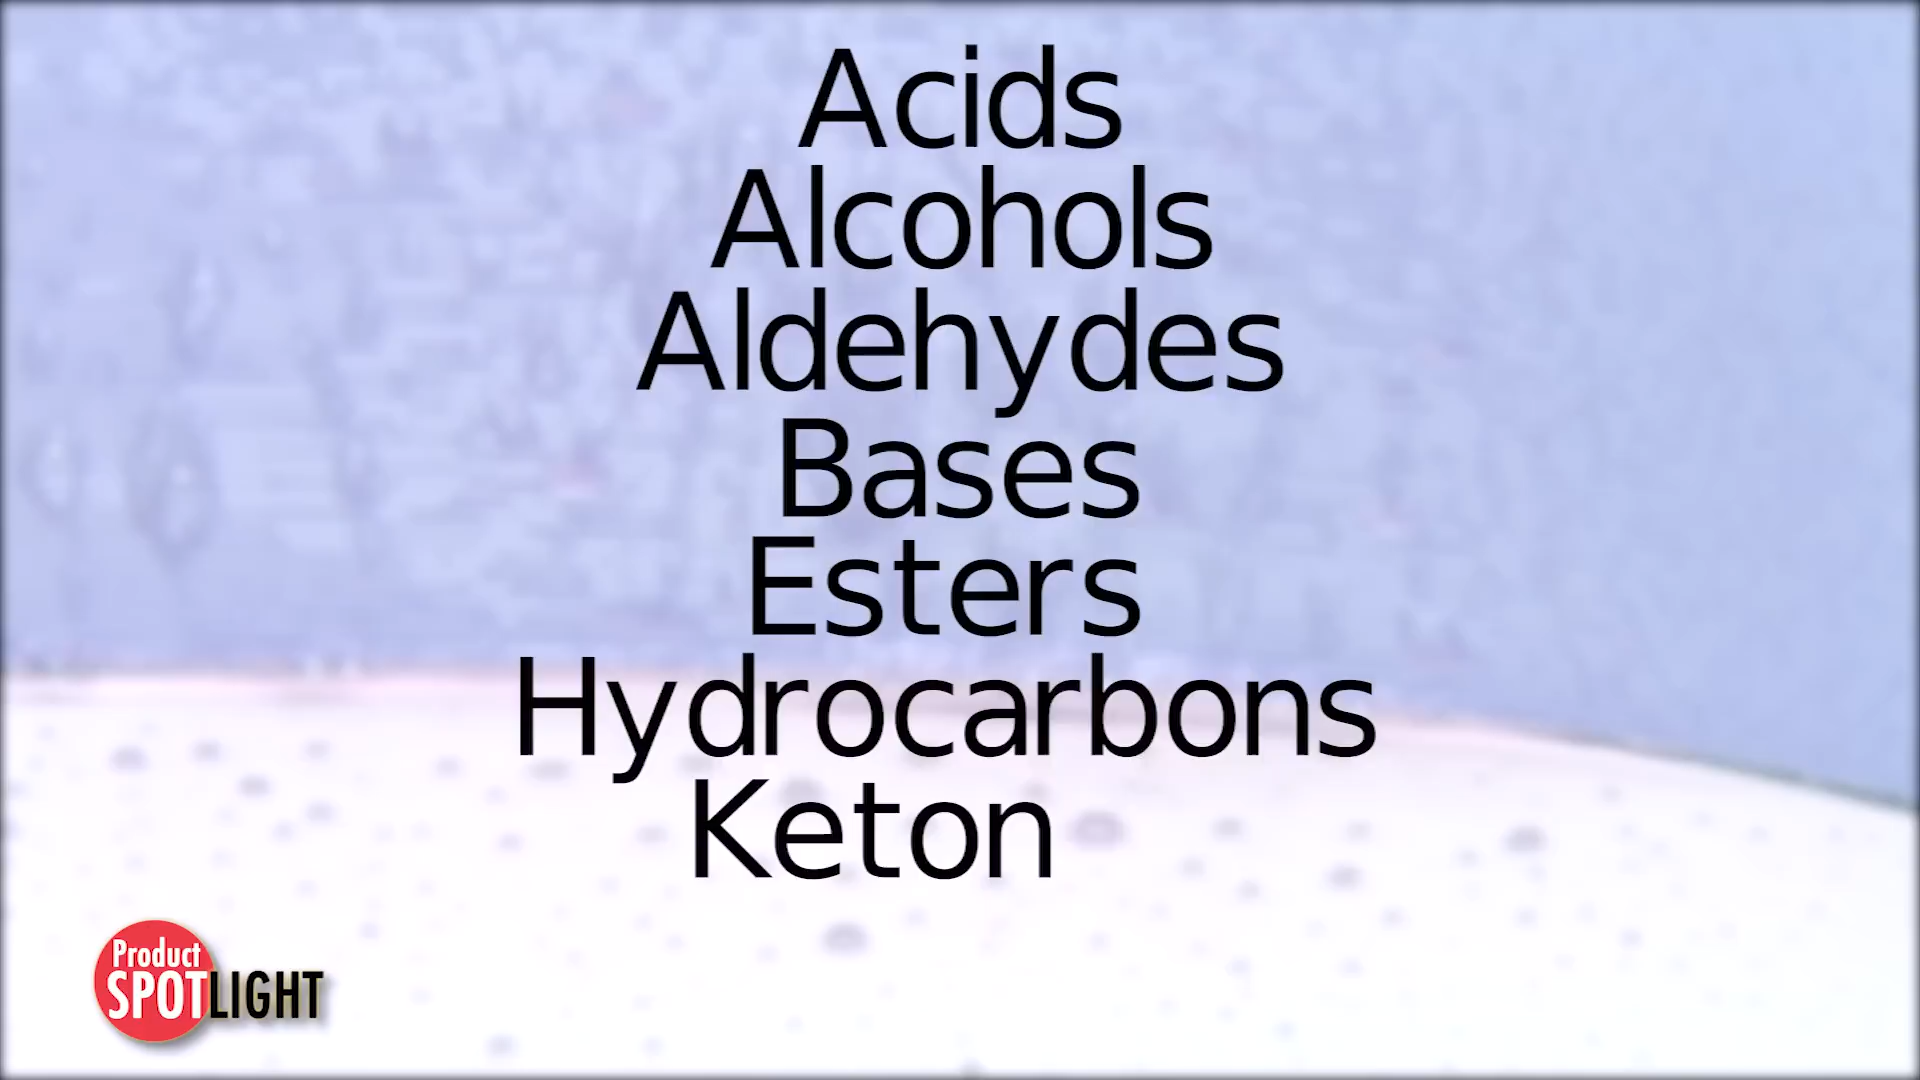 Acids
Alcohols
Aldehydes
Bases
Esters
Hydrocarbons
Keton
Product
SPOTLIGHT